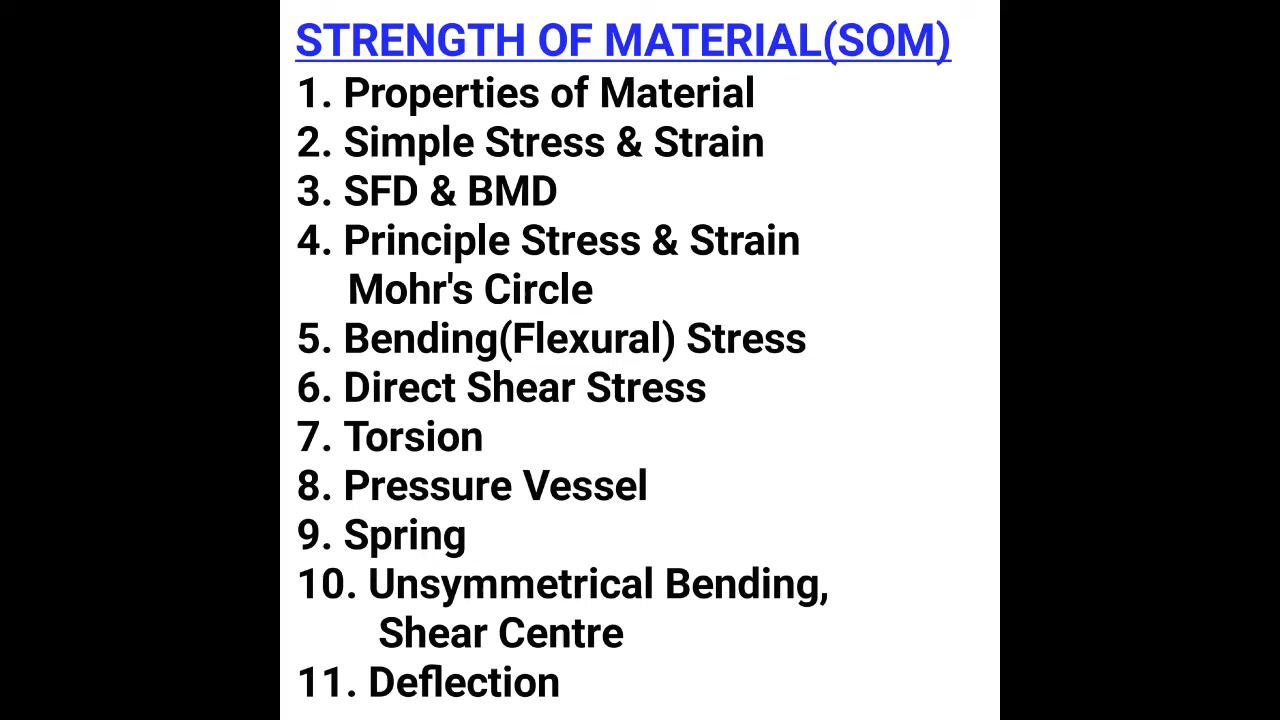 STRENGTH OF MATERIAL(SOM)
1. Properties of Material
2. Simple Stress & Strain
3. SFD & BMD
4. Principle Stress & Strain
Mohr's Circle
5. Bending(Flexural) Stress
6. Direct Shear Stress
7. Torsion
8. Pressure Vessel
9. Spring
10. Unsymmetrical Bending,
Shear Centre
11. Deflection